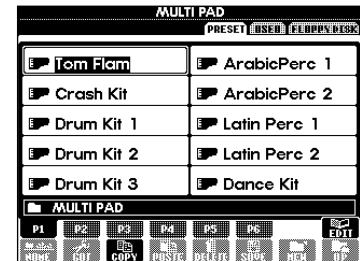 MULTI PAD
PRESET USER FLOPPY DISK
Tom Flam ArabicPerc 1
Crash Kit ArabicPerc 2
Drum Kit 1 Latin Perc 1
Drum Kit 2 Latin Perc 2
Drum Kit 3 Dance Kit
MULTI PAD
P1 P2 P3 P4 P5 P6 EDIT
NAME CUT COPY PASTE DELETE SAVE NEW UP